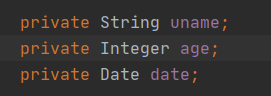 private String uname;
private Integer age;
private Date date;